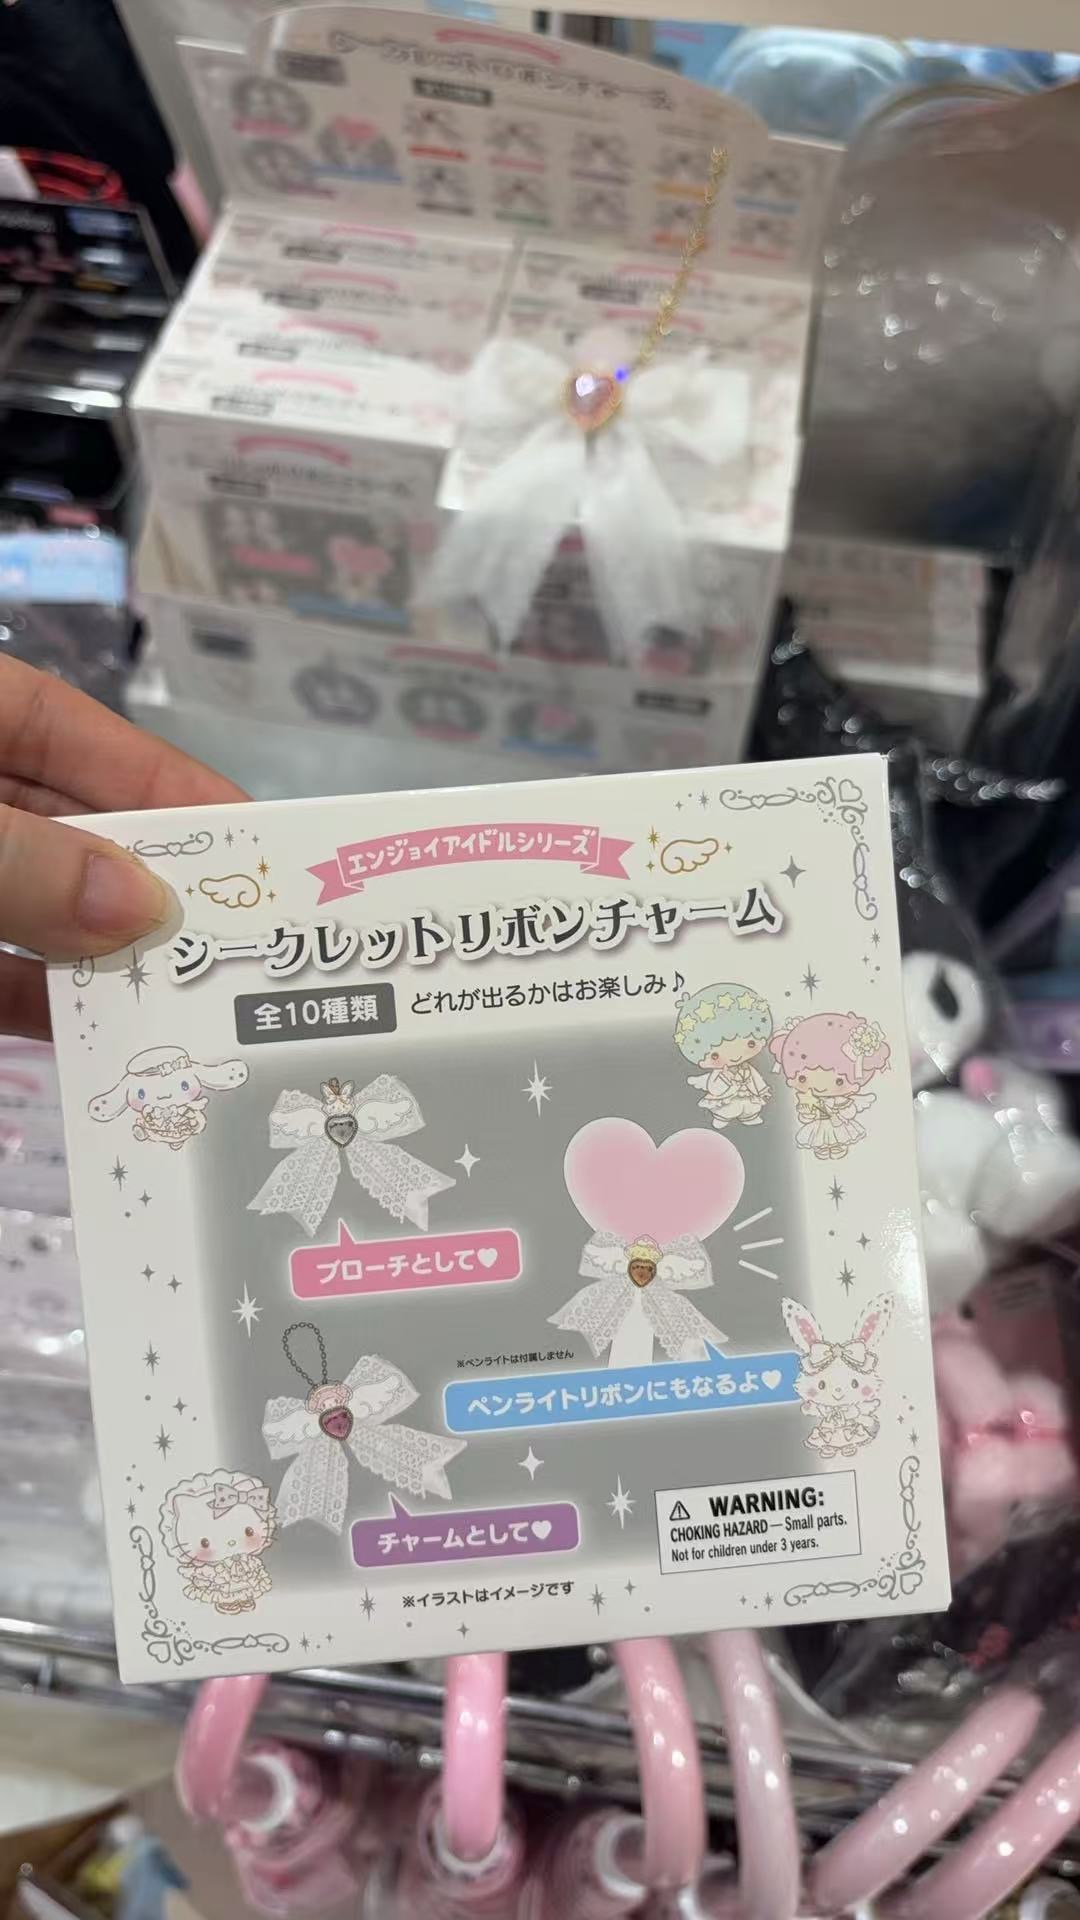 エンジョイアイドルシリーズ
シークレットリボンチャーム
全10種類 どれが出るかはお楽しみ♪
ブローチとして♥
※ペンライトは付属しません
ペンライトリボンにもなるよ♥
チャームとして♥
⚠ WARNING:
CHOKING HAZARD — Small parts.
Not for children under 3 years.
※イラストはイメージです